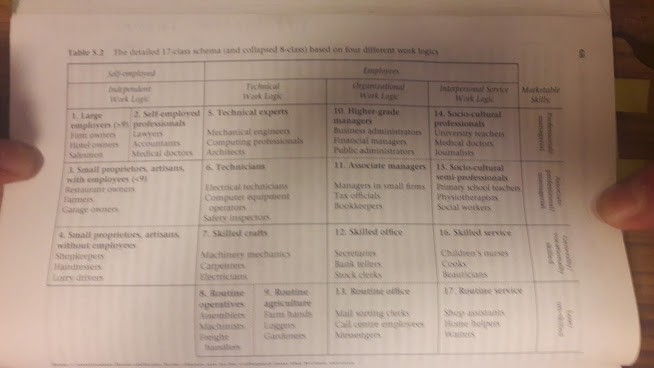 Table 5.2 The detailed 17-class schema (and collapsed 8-class) based on four different work logics
68
Self-employed
Employees
Independent
Work Logic
Technical
Work Logic
Organizational
Work Logic
Interpersonal Service
Work Logic
Marketable
Skills
1. Large
employers (>9)
Firm owners
Hotel owners
Salesmen
2. Self-employed
professionals
Lawyers
Accountants
Medical doctors
5. Technical experts
Mechanical engineers
Computing professionals
Architects
10. Higher-grade
managers
Business administrators
Financial managers
Public administrators
14. Socio-cultural
professionals
University teachers
Medical doctors
Journalists
Professional/
managerial
3. Small proprietors, artisans,
with employees (<9)
Restaurant owners
Farmers
Garage owners
6. Technicians
Electrical technicians
Computer equipment
operators
Safety inspectors
11. Associate managers
Managers in small firms
Tax officials
Bookkeepers
15. Socio-cultural
semi-professionals
Primary school teachers
Physiotherapists
Social workers
Associate
professional/
managerial
4. Small proprietors, artisans,
without employees
Shopkeepers
Hairdressers
Lorry drivers
7. Skilled crafts
Machinery mechanics
Carpenters
Electricians
12. Skilled office
Secretaries
Bank tellers
Stock clerks
16. Skilled service
Children's nurses
Cooks
Beauticians
Generally/
vocationally
skilled
8. Routine
operatives
Assemblers
Machinists
Freight
handlers
9. Routine
agriculture
Farm hands
Loggers
Gardeners
13. Routine office
Mail sorting clerks
Call centre employees
Messengers
17. Routine service
Shop assistants
Home helpers
Waiters
Low/
un-skilled